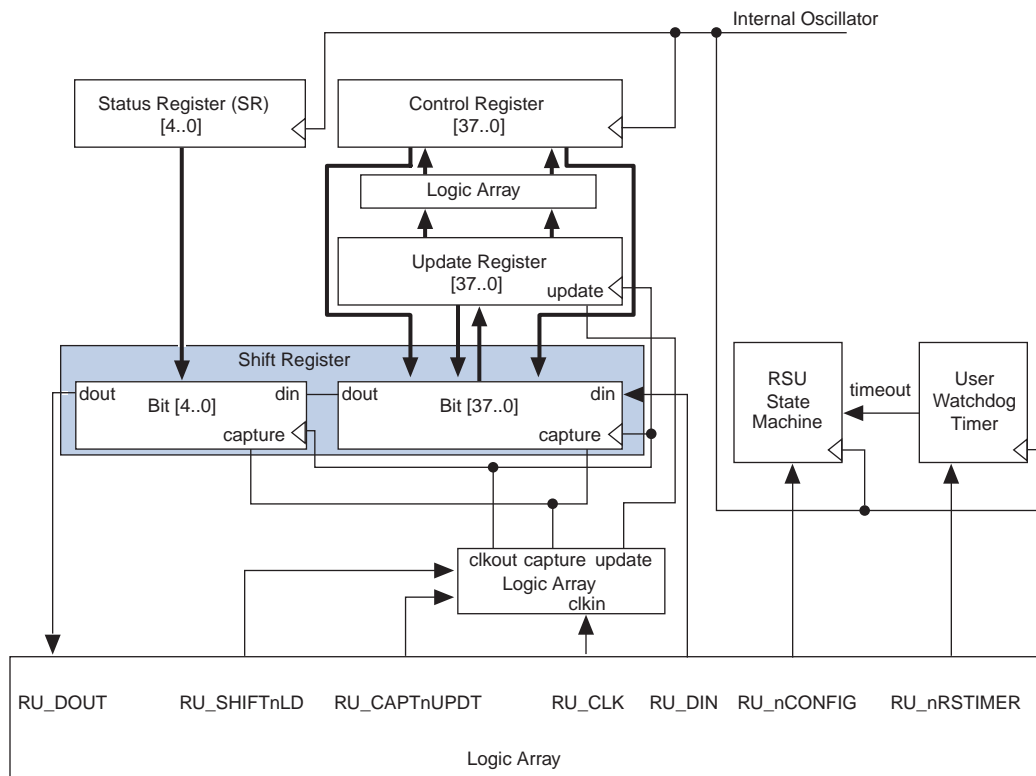 Internal Oscillator
Status Register (SR)
[4..0]
Control Register
[37..0]
Logic Array
Update Register
[37..0]
update
Shift Register
dout
din
Bit [4..0]
capture
dout
din
Bit [37..0]
capture
RSU
State
Machine
timeout
User
Watchdog
Timer
clkout capture update
Logic Array
clkin
RU_DOUT
RU_SHIFTnLD
RU_CAPTnUPDT
RU_CLK
RU_DIN
RU_nCONFIG
RU_nRSTIMER
Logic Array